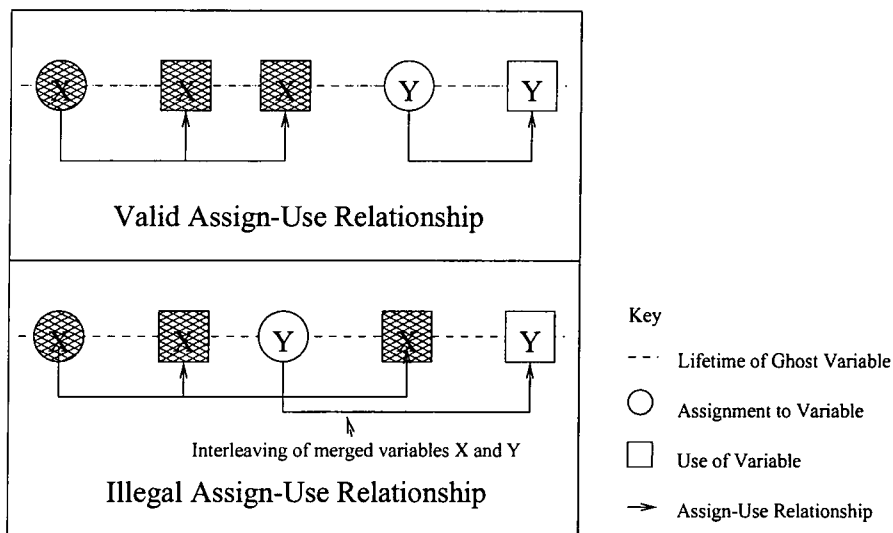 X X X Y Y
Valid Assign-Use Relationship
X X Y X Y
Interleaving of merged variables X and Y
Illegal Assign-Use Relationship
Key
Lifetime of Ghost Variable
Assignment to Variable
Use of Variable
Assign-Use Relationship